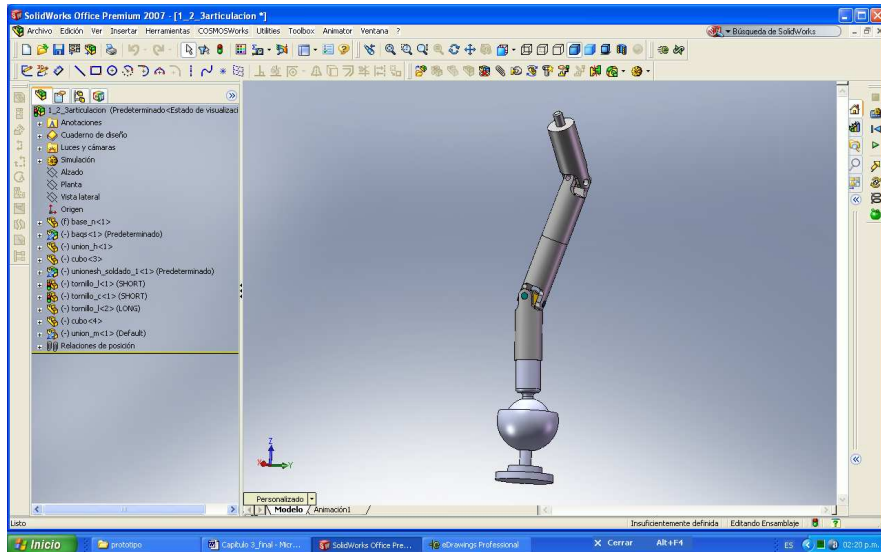 SolidWorks Office Premium 2007 - [1_2_3articulacion *]
Archivo Edición Ver Insertar Herramientas COSMOSWorks Utilities Toolbox Animator Ventana ?
Búsqueda de SolidWorks
1_2_3articulacion (Predeterminado<Estado de visualizaci
Anotaciones
Cuaderno de diseño
Luces y cámaras
Simulación
Alzado
Planta
Vista lateral
Origen
(f) base_n<1>
(-) baqs<1> (Predeterminado)
(-) union_h<1>
(-) cubo<3>
(-) unionesh_soldado_1<1> (Predeterminado)
(-) tornillo_l<1> (SHORT)
(-) tornillo_c<1> (SHORT)
(-) tornillo_l<2> (LONG)
(-) cubo<4>
(-) union_m<1> (Default)
Relaciones de posición
Z
X
Y
Personalizado
Modelo Animación1
Listo
Insuficientemente definida Editando Ensamblaje
Inicio
prototipo
Capitulo 3_final - Micr...
SolidWorks Office Pre...
eDrawings Professional
X Cerrar Alt+F4
ES
02:20 p.m.